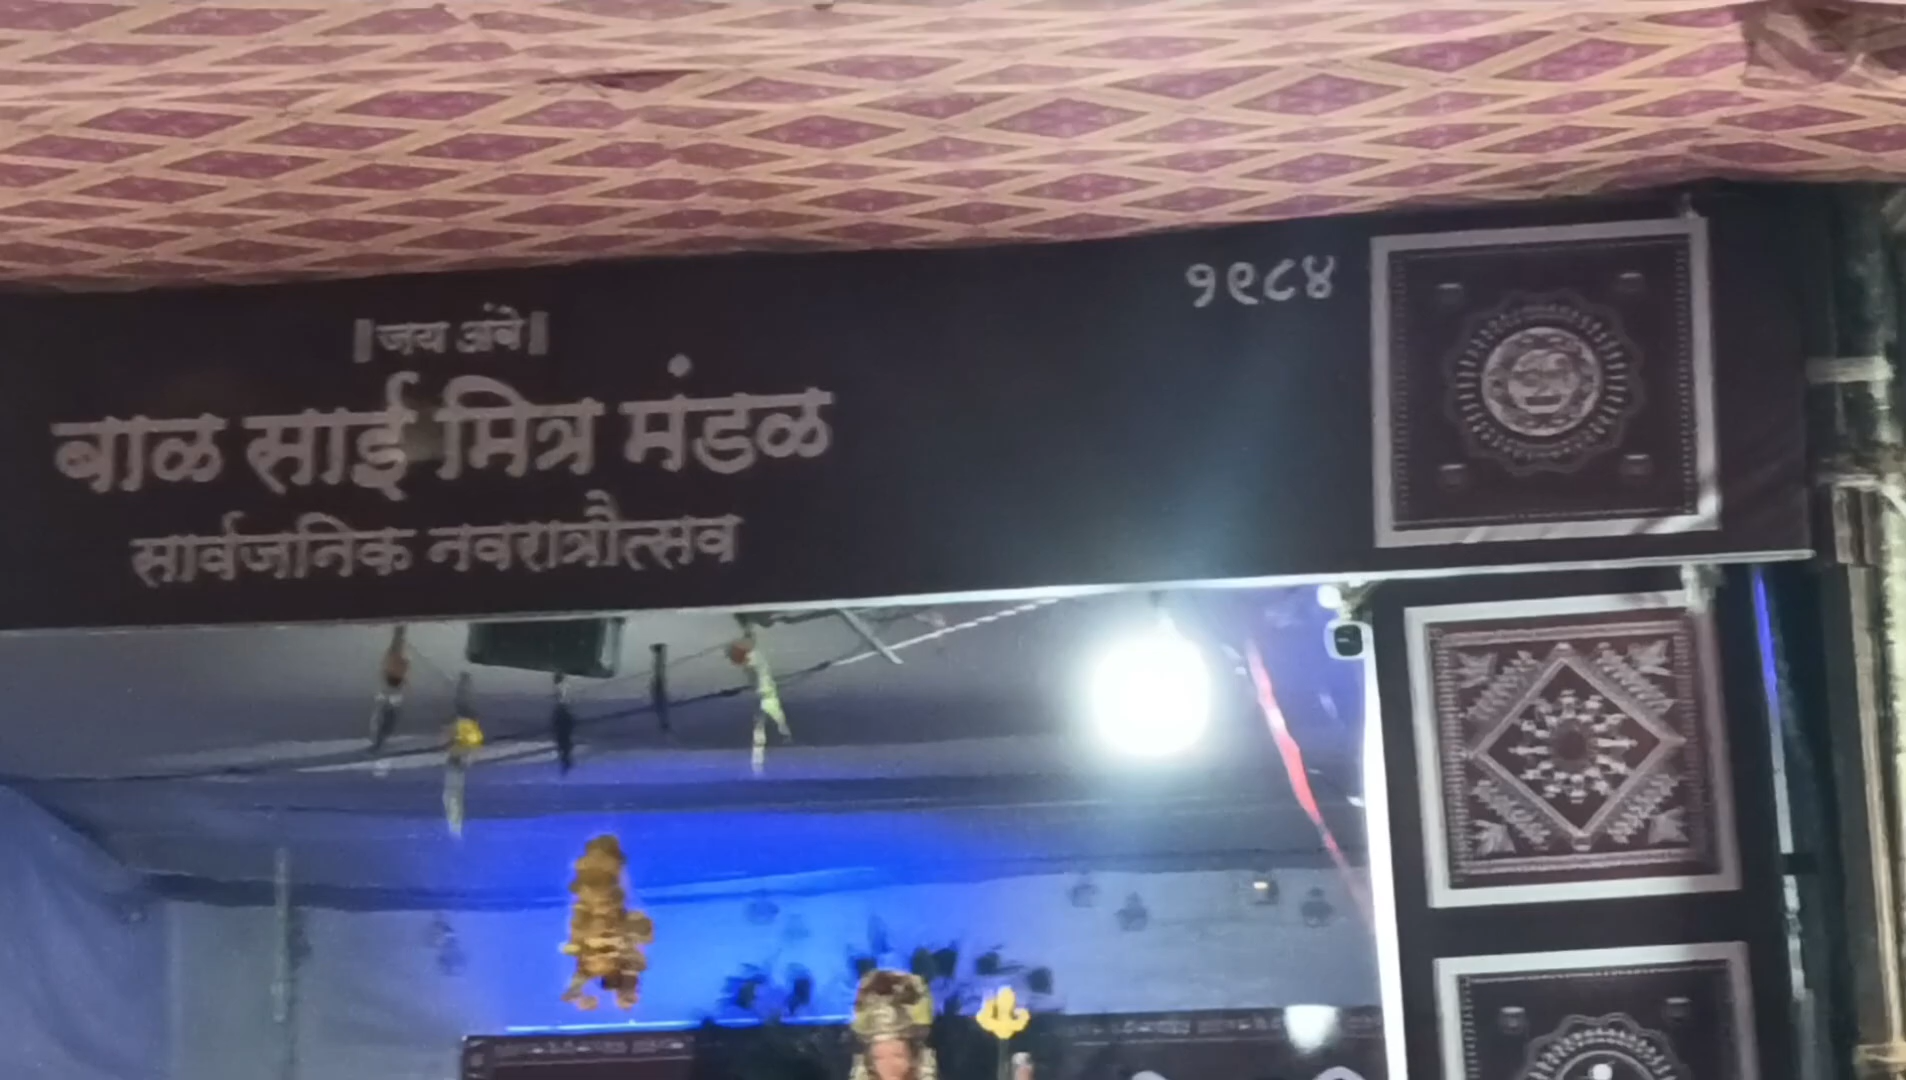 १९८४
॥जय अंबे॥
बाळ साई मित्र मंडळ
सार्वजनिक नवरात्रौत्सव